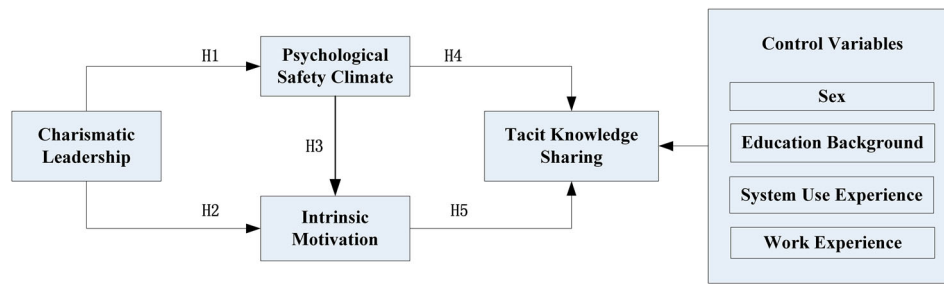 Charismatic
Leadership
H1
H2
Psychological
Safety Climate
H3
Intrinsic
Motivation
H4
H5
Tacit Knowledge
Sharing
Control Variables
Sex
Education Background
System Use Experience
Work Experience